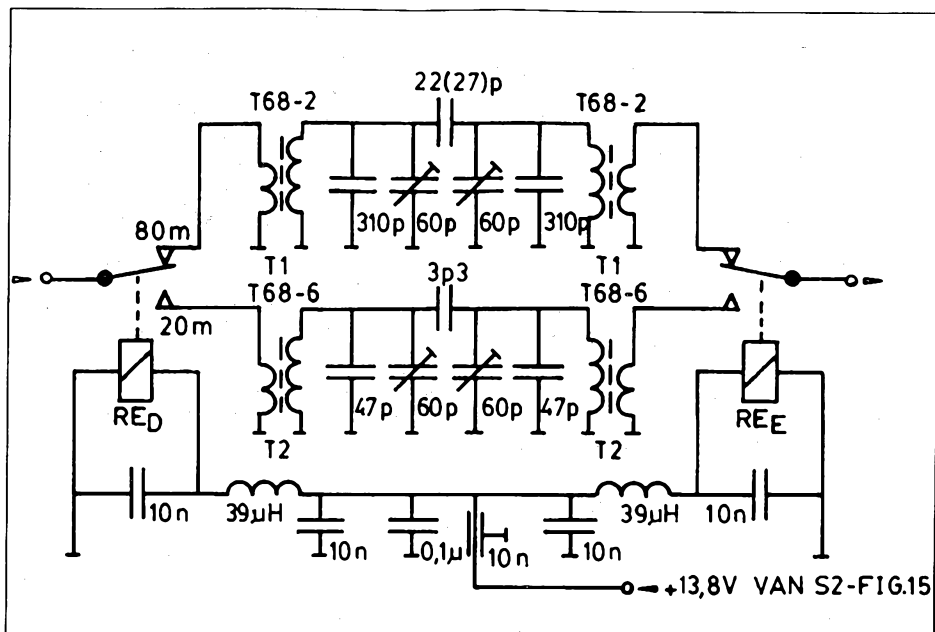 22(27)p
T68-2
T68-2
310p
60p
60p
310p
80m
T1
T1
3p3
T68-6
T68-6
20m
47p
60p
60p
47p
RED
REE
T2
T2
10n
39µH
10n
0,1µ
10n
10n
39µH
10n
+13,8V VAN S2-FIG.15